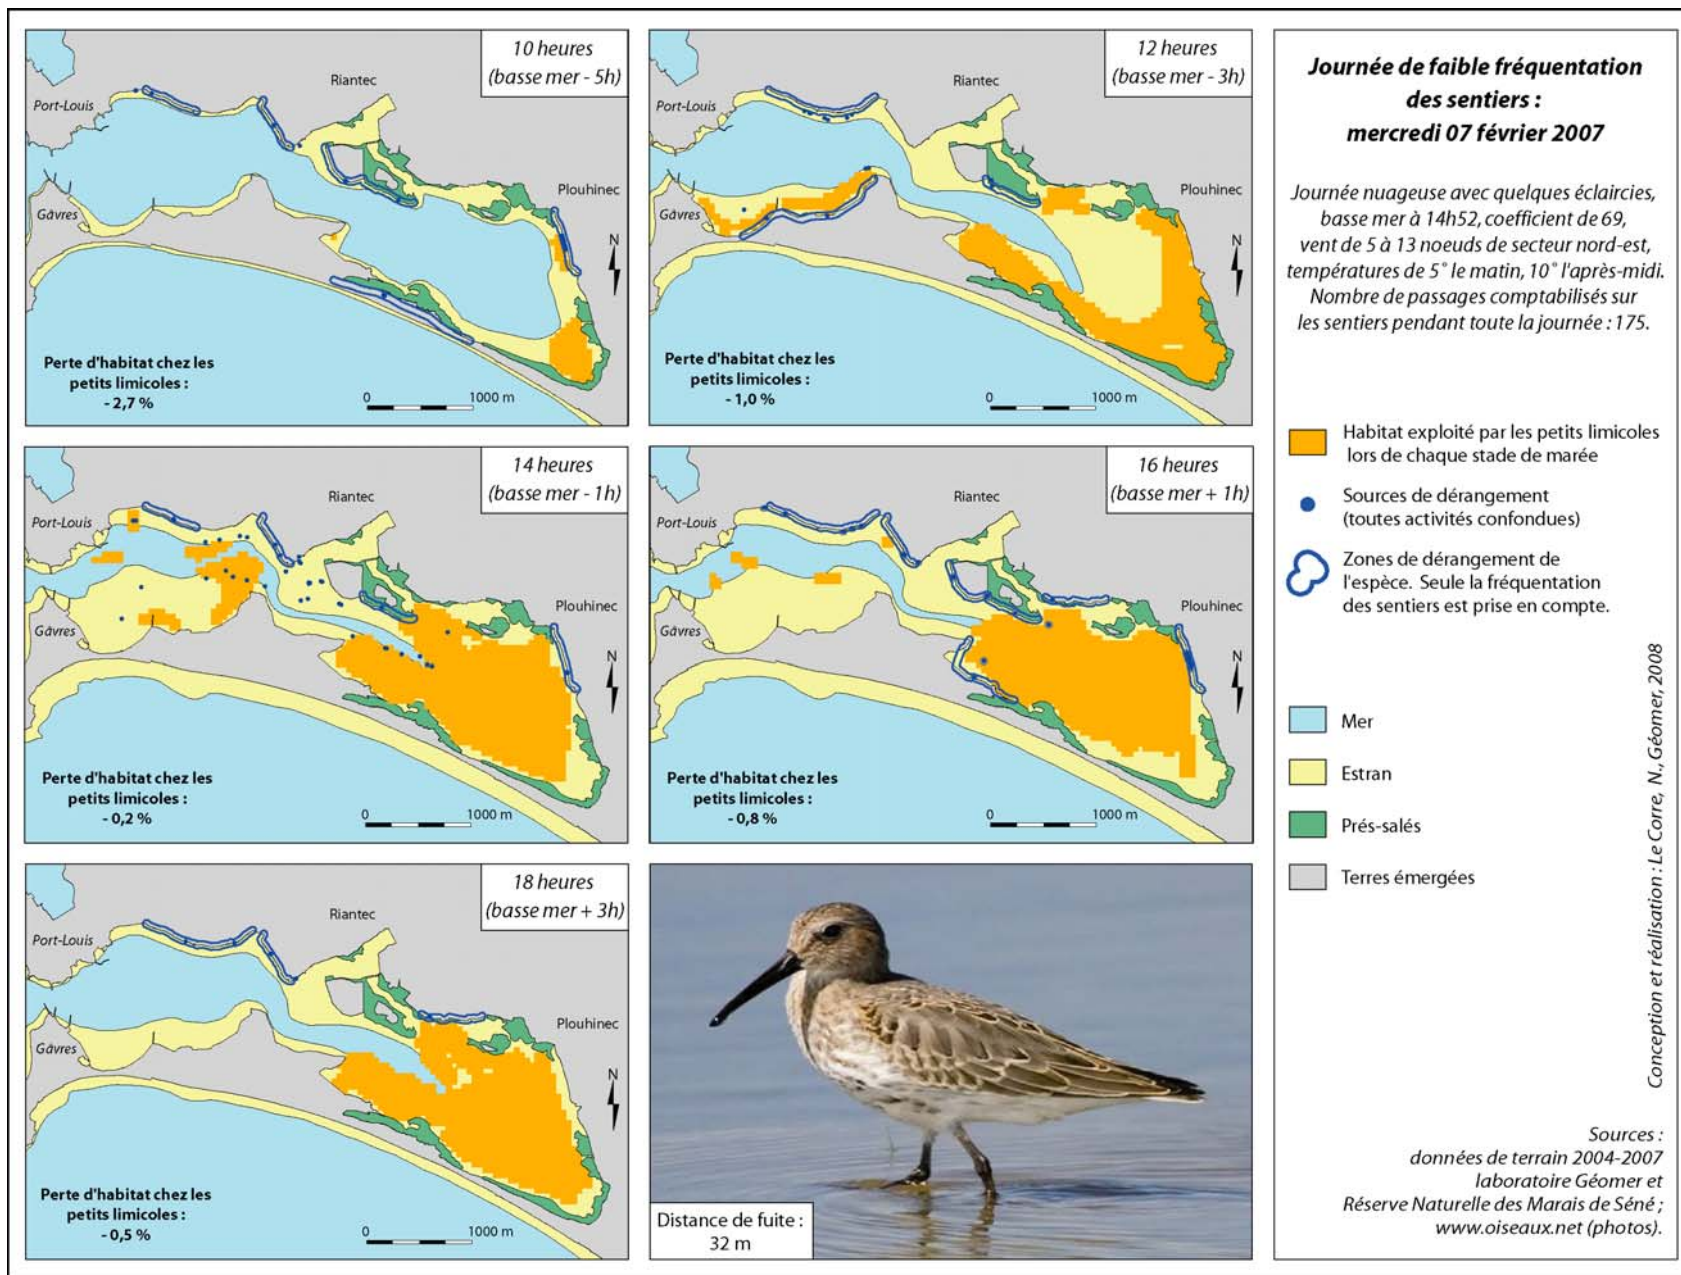 10 heures
(basse mer - 5h)
Riantec
Port-Louis
Plouhinec
Gâvres
N
Perte d'habitat chez les
petits limicoles :
- 2,7 %
0 1000 m
12 heures
(basse mer - 3h)
Riantec
Port-Louis
Plouhinec
Gâvres
N
Perte d'habitat chez les
petits limicoles :
- 1,0 %
0 1000 m
14 heures
(basse mer - 1h)
Riantec
Port-Louis
Plouhinec
Gâvres
N
Perte d'habitat chez les
petits limicoles :
- 0,2 %
0 1000 m
16 heures
(basse mer + 1h)
Riantec
Port-Louis
Plouhinec
Gâvres
N
Perte d'habitat chez les
petits limicoles :
- 0,8 %
0 1000 m
18 heures
(basse mer + 3h)
Riantec
Port-Louis
Plouhinec
Gâvres
N
Perte d'habitat chez les
petits limicoles :
- 0,5 %
0 1000 m
Distance de fuite :
32 m
Journée de faible fréquentation
des sentiers :
mercredi 07 février 2007
Journée nuageuse avec quelques éclaircies,
basse mer à 14h52, coefficient de 69,
vent de 5 à 13 noeuds de secteur nord-est,
températures de 5° le matin, 10° l'après-midi.
Nombre de passages comptabilisés sur
les sentiers pendant toute la journée : 175.
Habitat exploité par les petits limicoles
lors de chaque stade de marée
Sources de dérangement
(toutes activités confondues)
Zones de dérangement de
l'espèce. Seule la fréquentation
des sentiers est prise en compte.
Mer
Estran
Prés-salés
Terres émergées
Conception et réalisation : Le Corre, N., Géomer, 2008
Sources :
données de terrain 2004-2007
laboratoire Géomer et
Réserve Naturelle des Marais de Séné ;
www.oiseaux.net (photos).